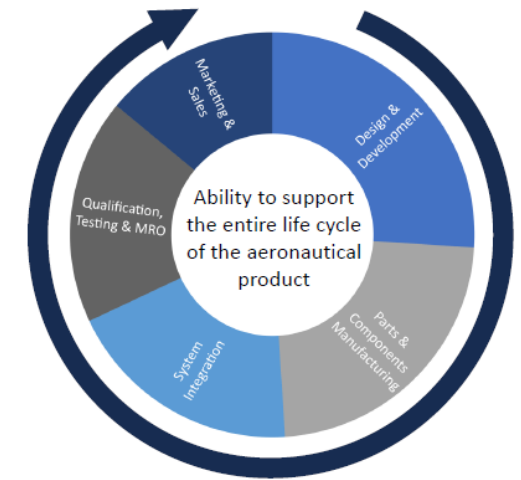 Ability to support
the entire life cycle
of the aeronautical
product
Design &
Development
Parts &
Components
Manufacturing
System
Integration
Qualification,
Testing & MRO
Marketing &
Sales